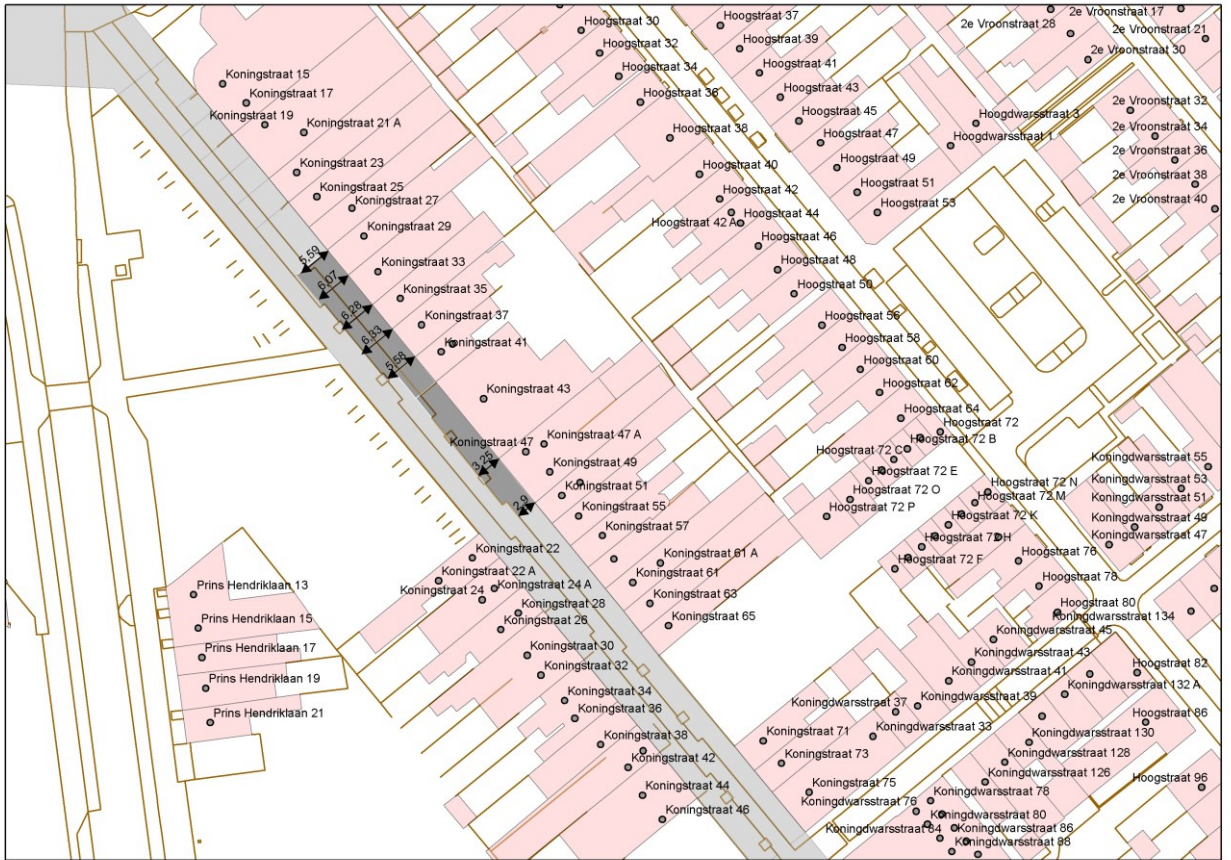 Hoogstraat 30
Hoogstraat 32
Hoogstraat 34
Hoogstraat 36
Hoogstraat 38
Hoogstraat 40
Hoogstraat 42
Hoogstraat 44
Hoogstraat 42 A
Hoogstraat 46
Hoogstraat 48
Hoogstraat 50
Hoogstraat 56
Hoogstraat 58
Hoogstraat 60
Hoogstraat 62
Hoogstraat 64
Hoogstraat 72
Hoogstraat 72 B
Hoogstraat 72 C
Hoogstraat 72 E
Hoogstraat 72 O
Hoogstraat 72 P
Hoogstraat 72 N
Hoogstraat 72 M
Hoogstraat 72 K
Hoogstraat 72 H
Hoogstraat 72 F
Hoogstraat 76
Hoogstraat 78
Hoogstraat 80
Hoogstraat 82
Hoogstraat 86
Hoogstraat 96
Hoogstraat 37
Hoogstraat 39
Hoogstraat 41
Hoogstraat 43
Hoogstraat 45
Hoogstraat 47
Hoogstraat 49
Hoogstraat 51
Hoogstraat 53
Hoogdwarsstraat 3
Hoogdwarsstraat 1
2e Vroonstraat 17
2e Vroonstraat 28
2e Vroonstraat 21
2e Vroonstraat 30
2e Vroonstraat 32
2e Vroonstraat 34
2e Vroonstraat 36
2e Vroonstraat 38
2e Vroonstraat 40
Koningstraat 15
Koningstraat 17
Koningstraat 19
Koningstraat 21 A
Koningstraat 23
Koningstraat 25
Koningstraat 27
Koningstraat 29
Koningstraat 33
Koningstraat 35
Koningstraat 37
Koningstraat 41
Koningstraat 43
Koningstraat 47
Koningstraat 47 A
Koningstraat 49
Koningstraat 51
Koningstraat 55
Koningstraat 57
Koningstraat 61 A
Koningstraat 61
Koningstraat 63
Koningstraat 65
Koningstraat 71
Koningstraat 73
Koningstraat 75
5,59
6,07
6,28
6,33
5,58
3,25
2,9
Koningstraat 22
Koningstraat 22 A
Koningstraat 24 A
Koningstraat 24
Koningstraat 28
Koningstraat 26
Koningstraat 30
Koningstraat 32
Koningstraat 34
Koningstraat 36
Koningstraat 38
Koningstraat 42
Koningstraat 44
Koningstraat 46
Prins Hendriklaan 13
Prins Hendriklaan 15
Prins Hendriklaan 17
Prins Hendriklaan 19
Prins Hendriklaan 21
Koningdwarsstraat 55
Koningdwarsstraat 53
Koningdwarsstraat 51
Koningdwarsstraat 49
Koningdwarsstraat 47
Koningdwarsstraat 134
Koningdwarsstraat 45
Koningdwarsstraat 43
Koningdwarsstraat 41
Koningdwarsstraat 39
Koningdwarsstraat 37
Koningdwarsstraat 33
Koningdwarsstraat 132 A
Koningdwarsstraat 130
Koningdwarsstraat 128
Koningdwarsstraat 126
Koningdwarsstraat 78
Koningdwarsstraat 76
Koningdwarsstraat 80
Koningdwarsstraat 84
Koningdwarsstraat 86
Koningdwarsstraat 88